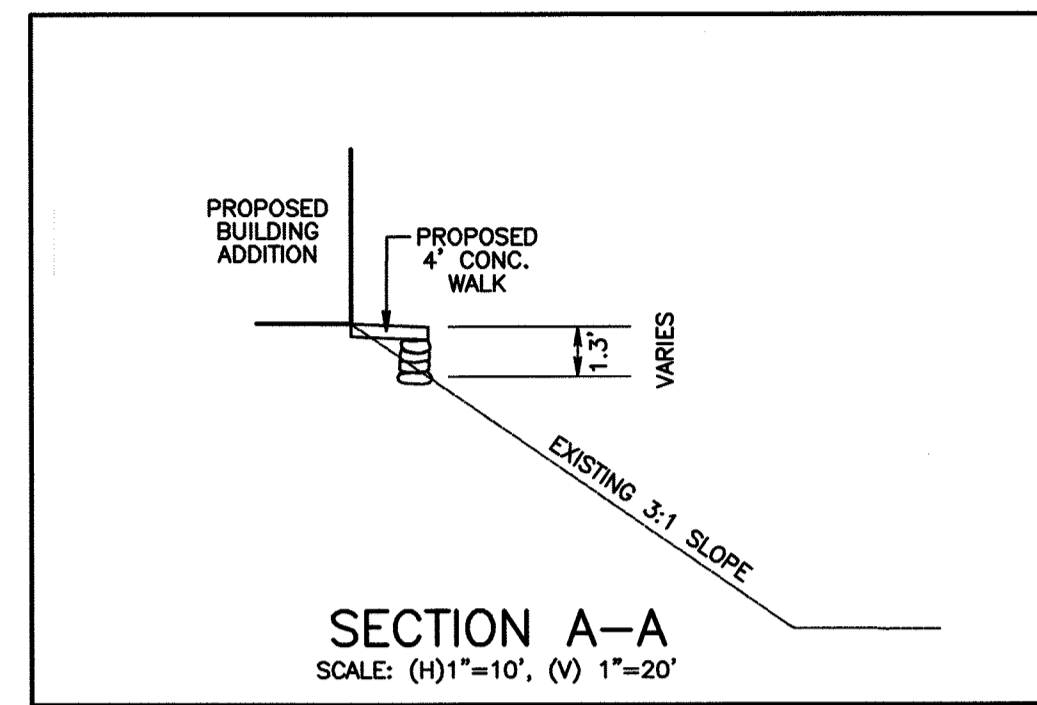 PROPOSED
BUILDING
ADDITION
PROPOSED
4' CONC.
WALK
1.3'
VARIES
EXISTING 3:1 SLOPE
SECTION A-A
SCALE: (H)1"=10', (V) 1"=20'